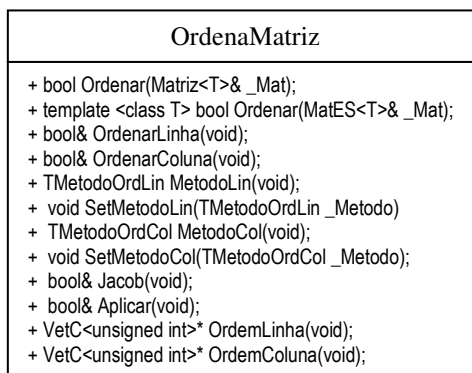 OrdenaMatriz
+ bool Ordenar(Matriz<T>& _Mat);
+ template <class T> bool Ordenar(MatES<T>& _Mat);
+ bool& OrdenarLinha(void);
+ bool& OrdenarColuna(void);
+ TMetodoOrdLin MetodoLin(void);
+ void SetMetodoLin(TMetodoOrdLin _Metodo)
+ TMetodoOrdCol MetodoCol(void);
+ void SetMetodoCol(TMetodoOrdCol _Metodo);
+ bool& Jacob(void);
+ bool& Aplicar(void);
+ VetC<unsigned int>* OrdemLinha(void);
+ VetC<unsigned int>* OrdemColuna(void);